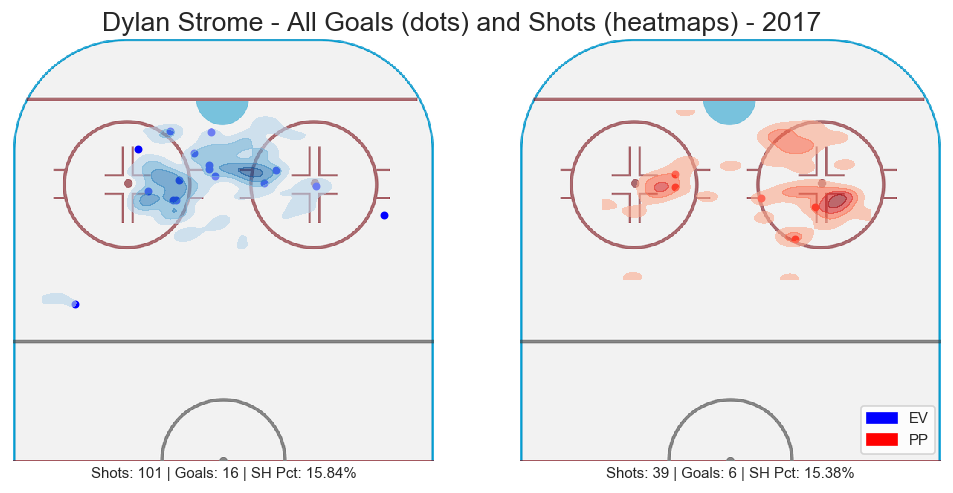 Dylan Strome - All Goals (dots) and Shots (heatmaps) - 2017
EV
PP
Shots: 101 | Goals: 16 | SH Pct: 15.84%
Shots: 39 | Goals: 6 | SH Pct: 15.38%